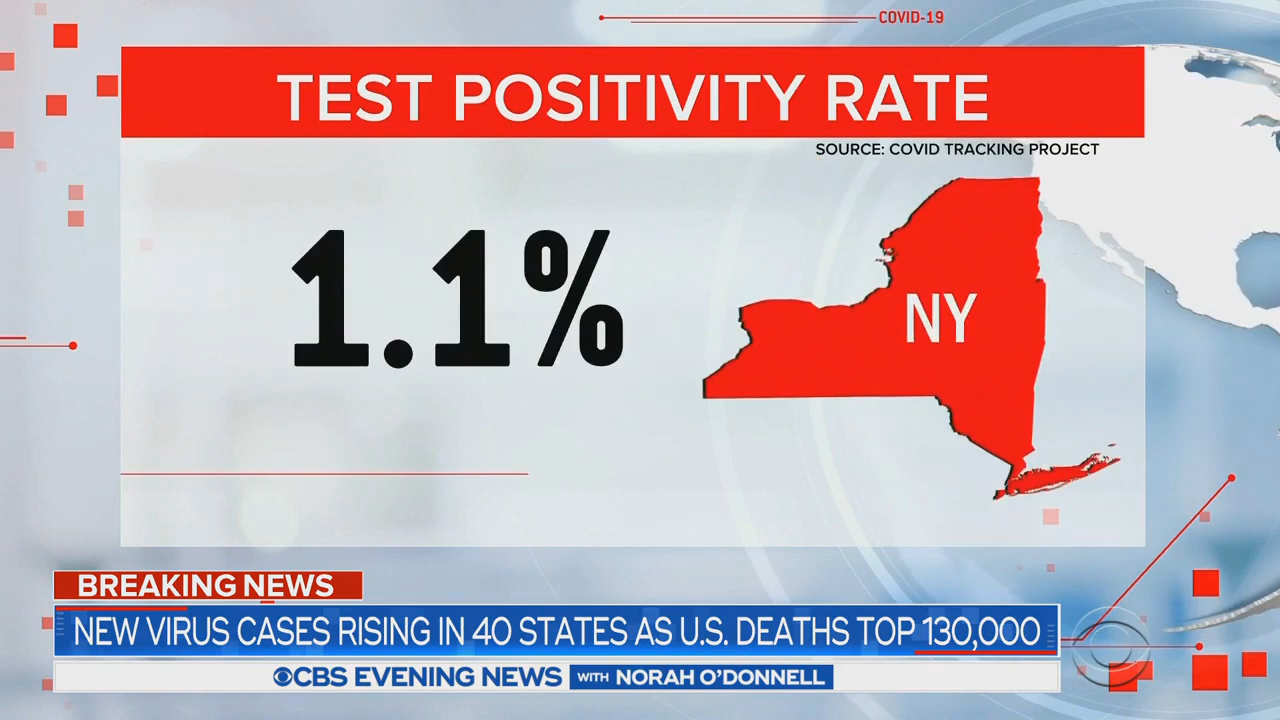 COVID-19
TEST POSITIVITY RATE
SOURCE: COVID TRACKING PROJECT
1.1%
NY
BREAKING NEWS
NEW VIRUS CASES RISING IN 40 STATES AS U.S. DEATHS TOP 130,000
CBS EVENING NEWS WITH NORAH O'DONNELL